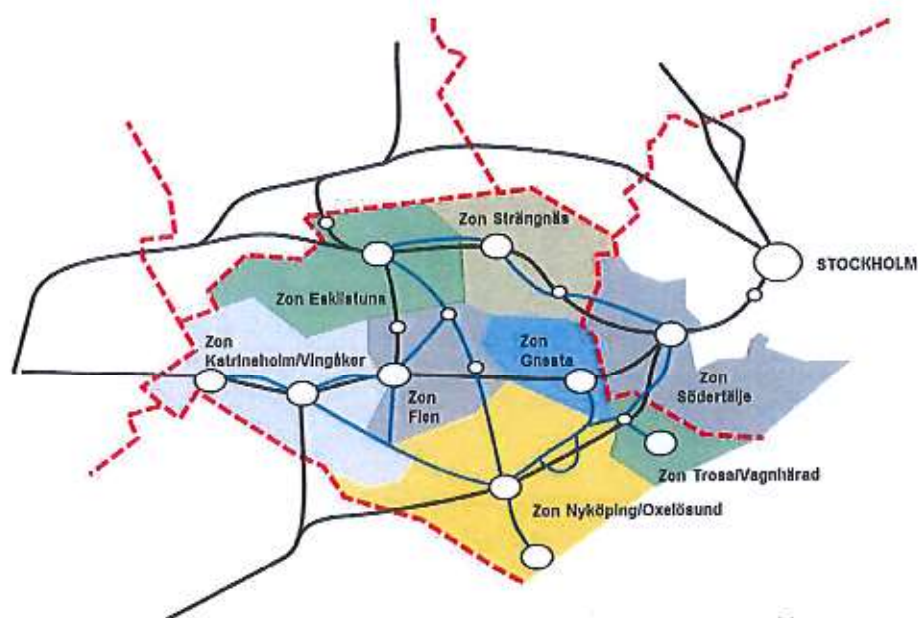 Zon Strängnäs
STOCKHOLM
Zon Eskilstuna
Zon
Katrineholm/Vingåker
Zon
Gnesta
Zon
Flen
Zon
Södertälje
Zon Trosa/Vagnhärad
Zon Nyköping/Oxelösund